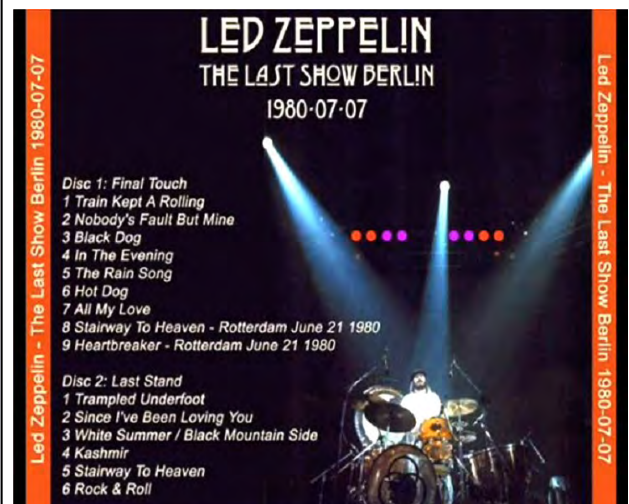 LED ZEPPEL!N
THE LAST SHOW BERL!N
1980·07·07
Led Zeppelin - The Last Show Berlin 1980-07-07
Disc 1: Final Touch
1 Train Kept A Rolling
2 Nobody's Fault But Mine
3 Black Dog
4 In The Evening
5 The Rain Song
6 Hot Dog
7 All My Love
8 Stairway To Heaven - Rotterdam June 21 1980
9 Heartbreaker - Rotterdam June 21 1980
Disc 2: Last Stand
1 Trampled Underfoot
2 Since I've Been Loving You
3 White Summer / Black Mountain Side
4 Kashmir
5 Stairway To Heaven
6 Rock & Roll
Led Zeppelin - The Last Show Berlin 1980-07-07